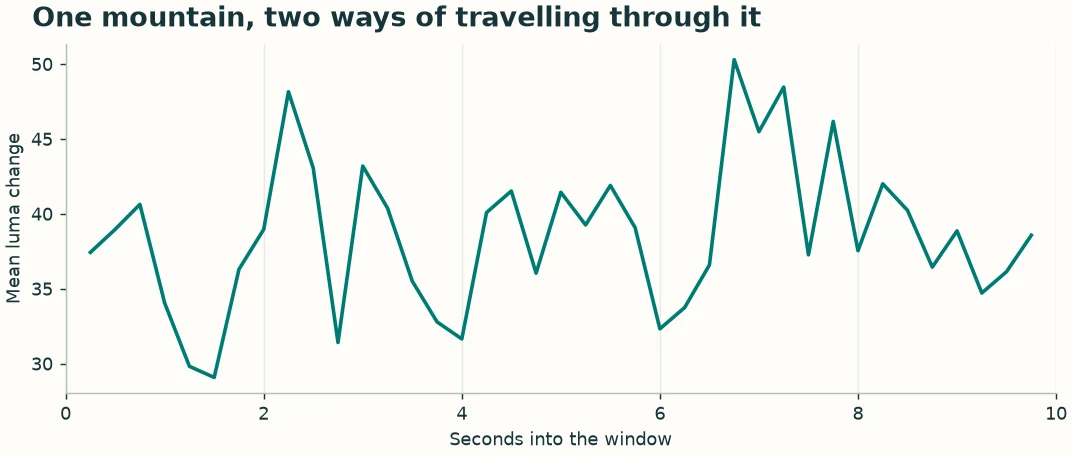 One mountain, two ways of travelling through it
Mean luma change
50
45
40
35
30
0 2 4 6 8 10
Seconds into the window